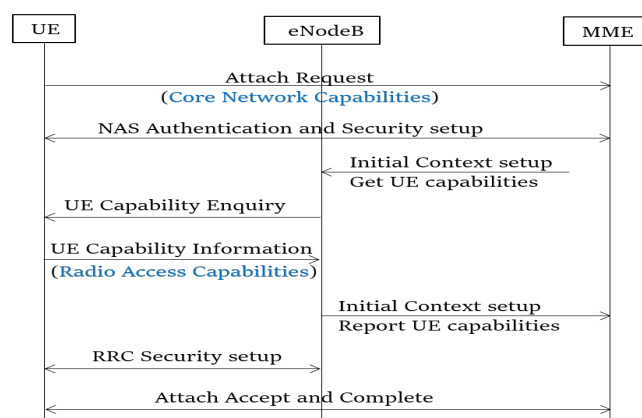 UE
eNodeB
MME
Attach Request
(Core Network Capabilities)
NAS Authentication and Security setup
Initial Context setup
Get UE capabilities
UE Capability Enquiry
UE Capability Information
(Radio Access Capabilities)
Initial Context setup
Report UE capabilities
RRC Security setup
Attach Accept and Complete